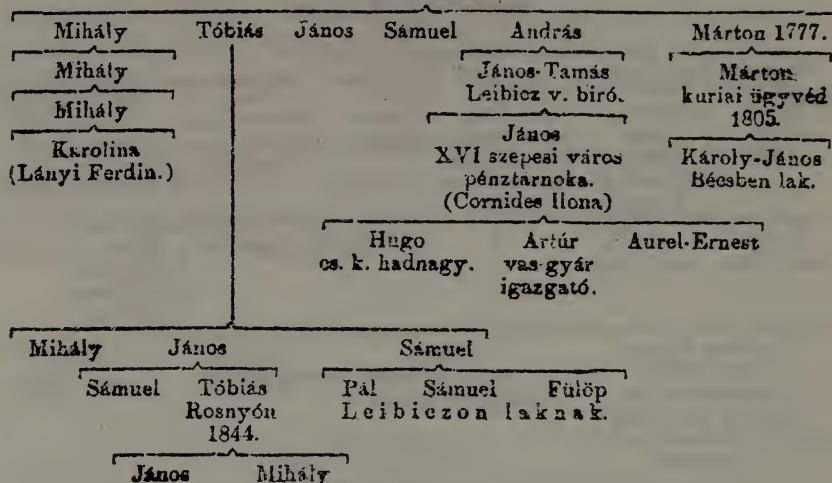 Mihály Tóbiás János Sámuel András Márton 1777.
Mihály János-Tamás Márton
Leibicz v. biró. kuriai ügyvéd
Mihály 1805.
János
Karolina XVI szepesi város Károly-János
(Lányi Ferdin.) pénztárnoka. Bécsben lak.
(Cornides Ilona)
Hugo Artúr Aurel-Ernest
cs. k. hadnagy. vas-gyár
igazgató.
Mihály János Sámuel
Sámuel Tóbiás Pál Sámuel Fülöp
Rosnyón Leibiczon laknak.
1844.
János Mihály